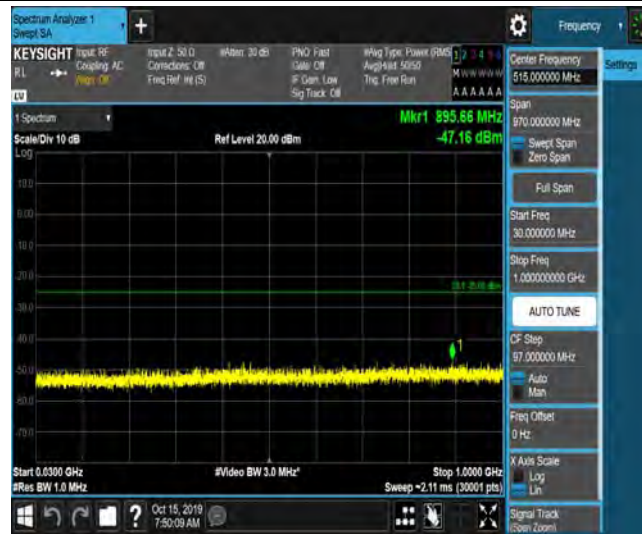 Spectrum Analyzer 1
Swept SA
+
Frequency
KEYSIGHT
Input: RF
Input Z: 50 Ω
#Atten: 20 dB
PNO: Fast
#Avg Type: Power (RMS
1 2 3 4 5 6
RL
Coupling: AC
Corrections: Off
Gate: Off
Avg|Hold: 50/50
M W W W W W
Align: Off
Freq Ref: Int (S)
IF Gain: Low
Trig: Free Run
Sig Track: Off
A A A A A A
LV
Center Frequency
515.000000 MHz
Settings
Span
970.000000 MHz
Swept Span
Zero Span
Full Span
Start Freq
30.000000 MHz
Stop Freq
1.000000000 GHz
AUTO TUNE
CF Step
97.000000 MHz
Auto
Man
Freq Offset
0 Hz
X Axis Scale
Log
Lin
Signal Track
(Span Zoom)
1 Spectrum
Mkr1 895.66 MHz
Scale/Div 10 dB
Ref Level 20.00 dBm
-47.16 dBm
Log
10.0
0.00
-10.0
-20.0
-30.0
-40.0
1
-50.0
-60.0
-70.0
Start 0.0300 GHz
#Video BW 3.0 MHz*
Stop 1.0000 GHz
#Res BW 1.0 MHz
Sweep ~2.11 ms (30001 pts)
?
Oct 15, 2019
7:50:09 AM